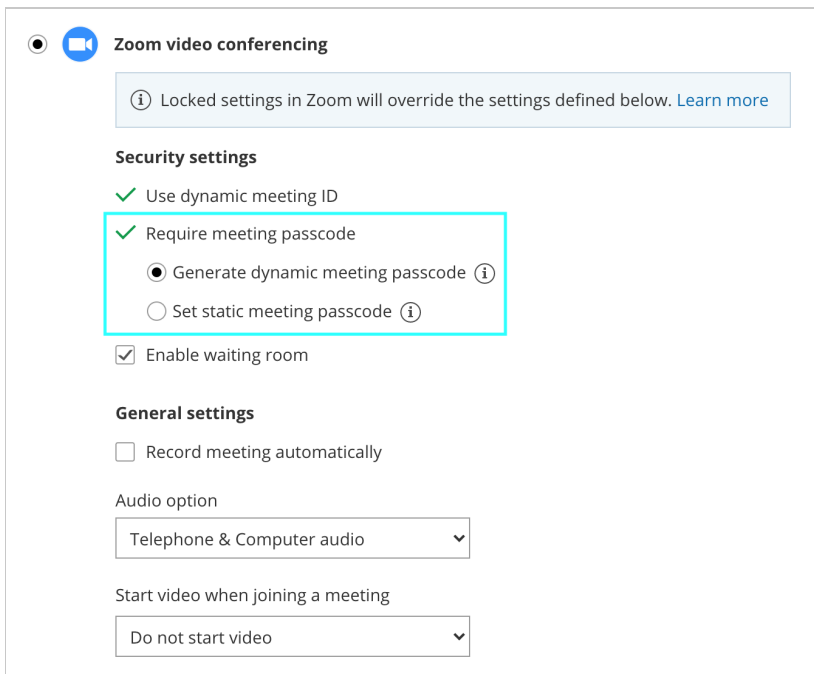 Zoom video conferencing
Locked settings in Zoom will override the settings defined below. Learn more
Security settings
Use dynamic meeting ID
Require meeting passcode
Generate dynamic meeting passcode
Set static meeting passcode
Enable waiting room
General settings
Record meeting automatically
Audio option
Telephone & Computer audio
Start video when joining a meeting
Do not start video